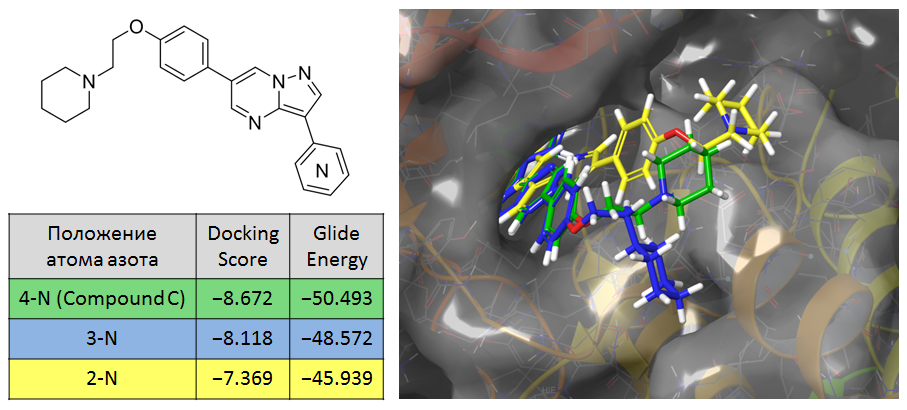 O
N
N
N
N
N
Положение атома азота
Docking Score
Glide Energy
4-N (Compound C)
−8.672
−50.493
3-N
−8.118
−48.572
2-N
−7.369
−45.939